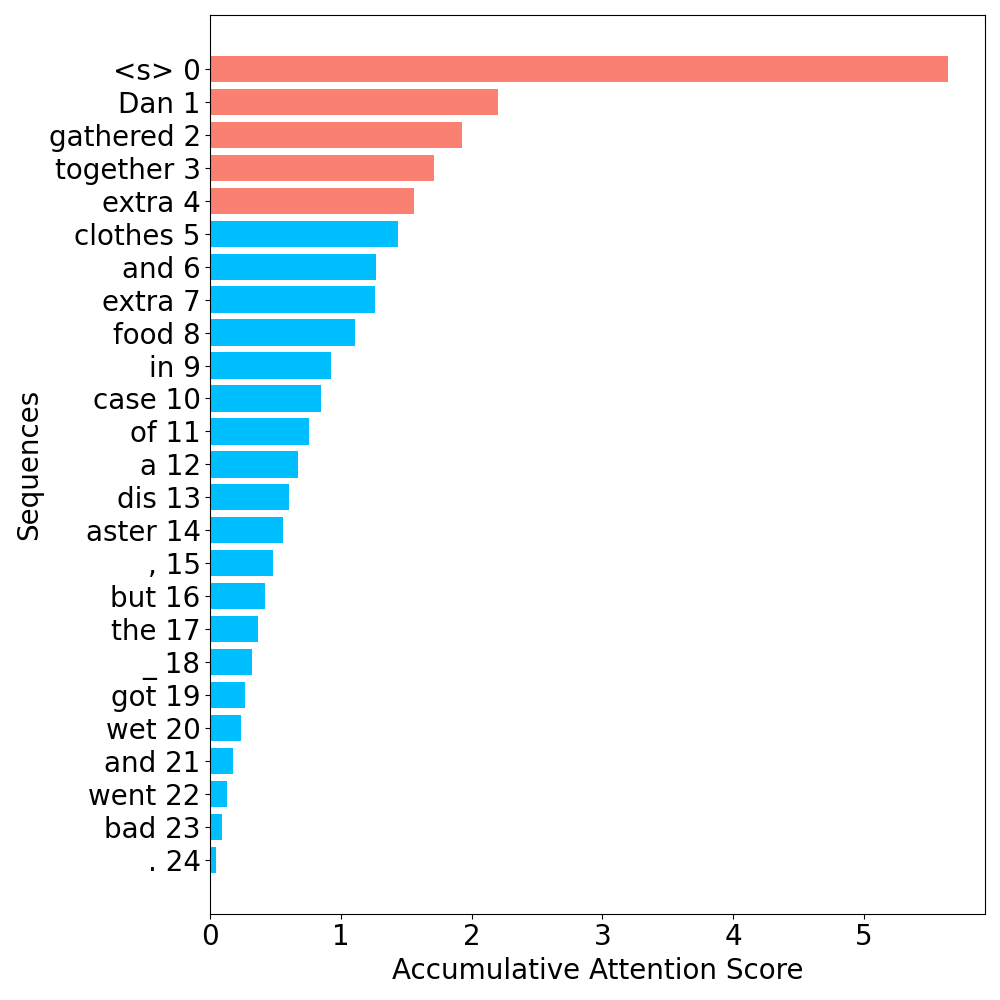 <s> 0
Dan 1
gathered 2
together 3
extra 4
clothes 5
and 6
extra 7
food 8
in 9
case 10
of 11
a 12
dis 13
aster 14
, 15
but 16
the 17
_ 18
got 19
wet 20
and 21
went 22
bad 23
. 24
Sequences
0 1 2 3 4 5
Accumulative Attention Score